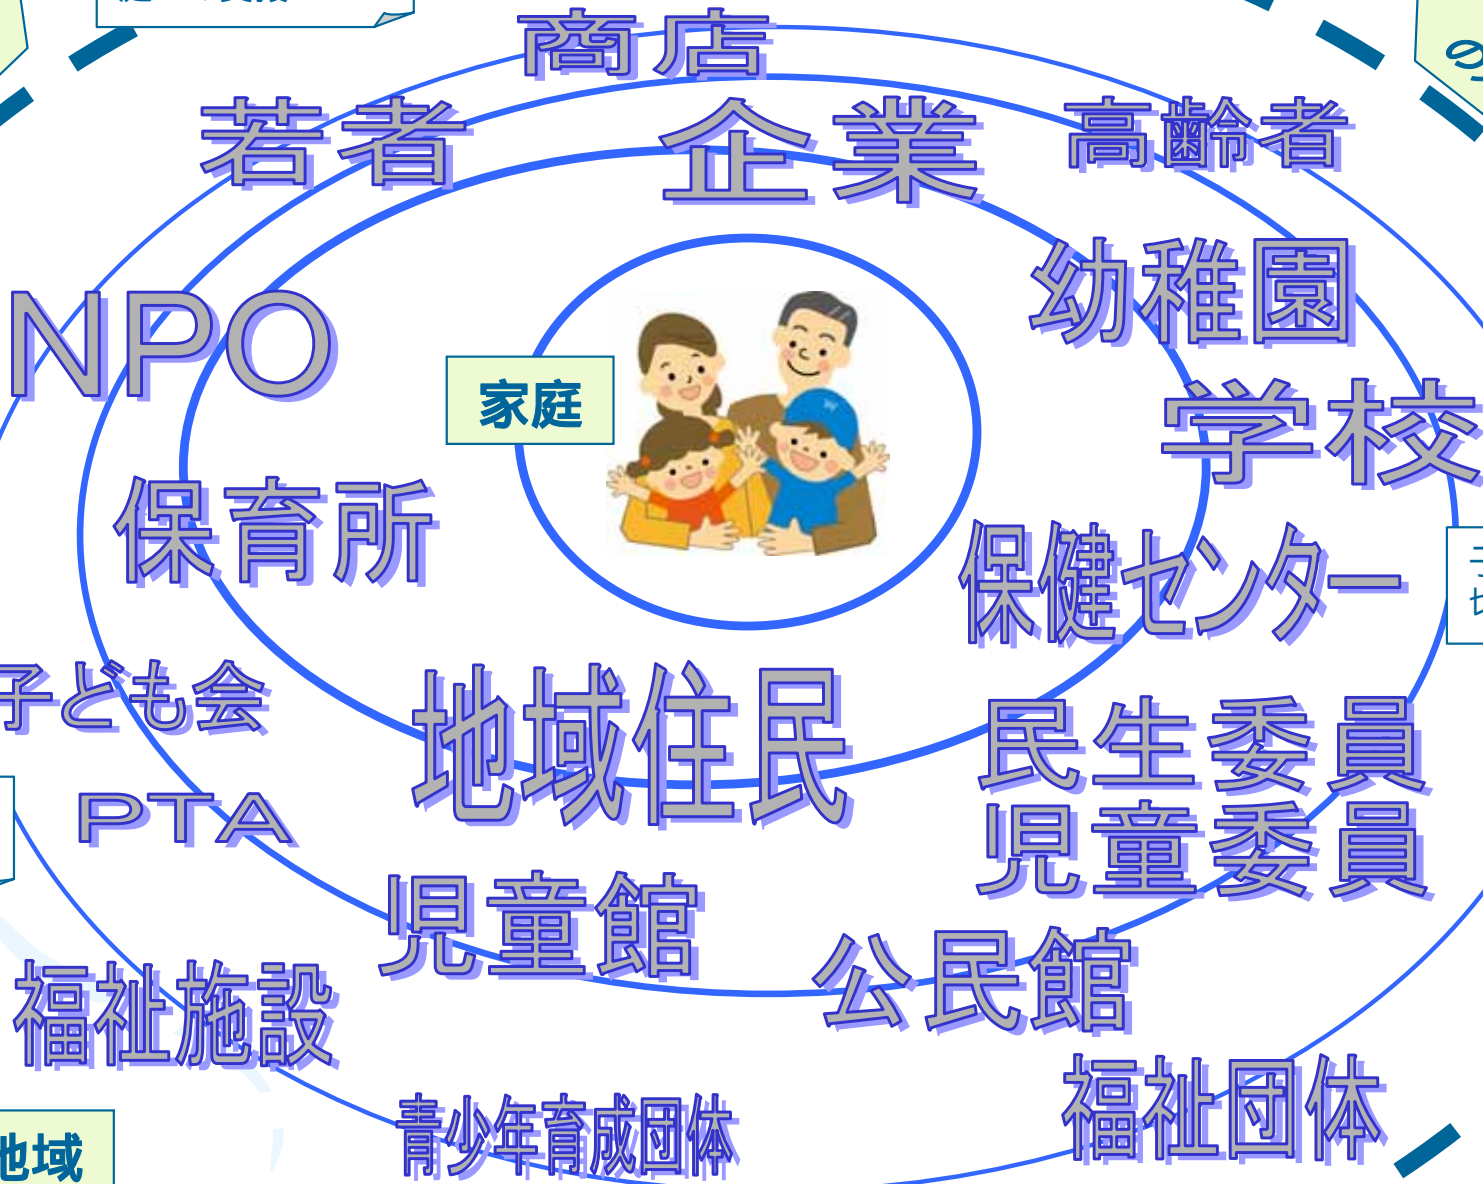 商店
若者
企業
高齢者
幼稚園
NPO
家庭
学校
保育所
保健センター
子ども会
地域住民
民生委員
PTA
児童委員
児童館
公民館
福祉施設
福祉団体
青少年育成団体
地域
の